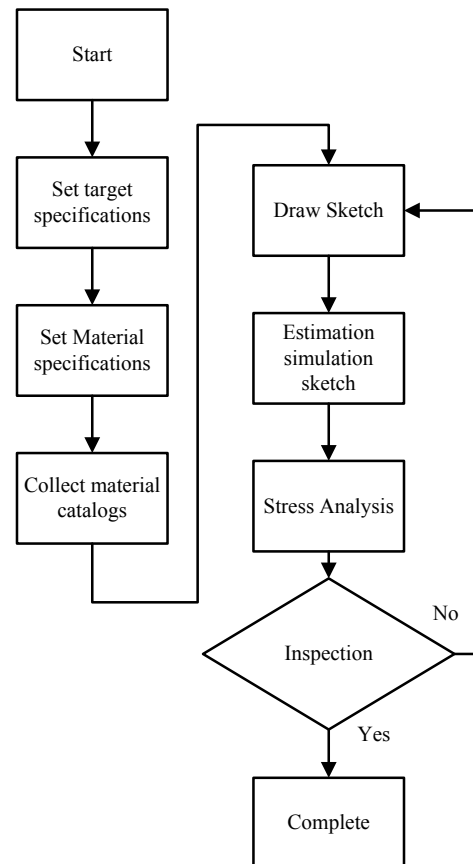 Start
Set target
specifications
Set Material
specifications
Collect material
catalogs
Draw Sketch
Estimation
simulation
sketch
Stress Analysis
Inspection
No
Yes
Complete